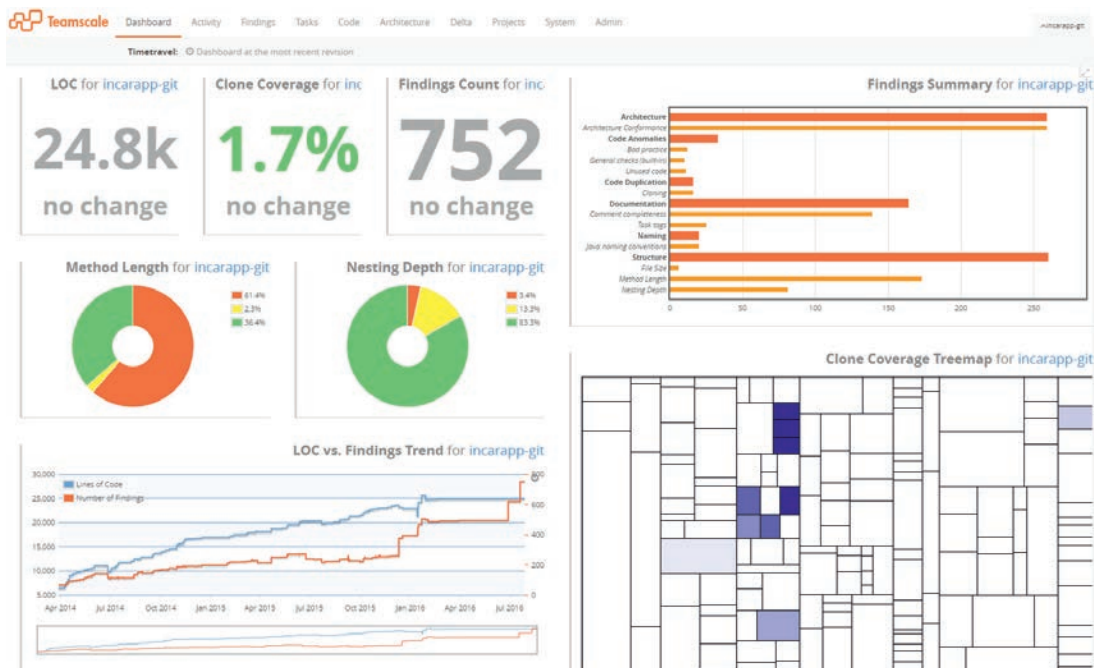 Teamscale Dashboard Activity Findings Tasks Code Architecture Delta Projects System Admin
Timetravel: Dashboard at the most recent revision
LOC for incarapp-git
24.8k
no change
Clone Coverage for inc
1.7%
no change
Findings Count for inc
752
no change
Findings Summary for incarapp-git
Architecture
Architecture Conformance
Code Anomalies
Bad practice
General checks (built-in)
Unused code
Code Duplication
Cloning
Documentation
Comment completeness
Task tags
Naming
Java naming conventions
Structure
File Size
Method Length
Nesting Depth
0 50 100 150 200 250
Method Length for incarapp-git
61.4%
2.3%
36.4%
Nesting Depth for incarapp-git
3.4%
13.3%
83.3%
Clone Coverage Treemap for incarapp-git
LOC vs. Findings Trend for incarapp-git
Lines of Code
Number of Findings
30,000
25,000
20,000
15,000
10,000
5,000
800
600
400
200
0
Apr 2014 Jul 2014 Oct 2014 Jan 2015 Apr 2015 Jul 2015 Oct 2015 Jan 2016 Apr 2016 Jul 2016